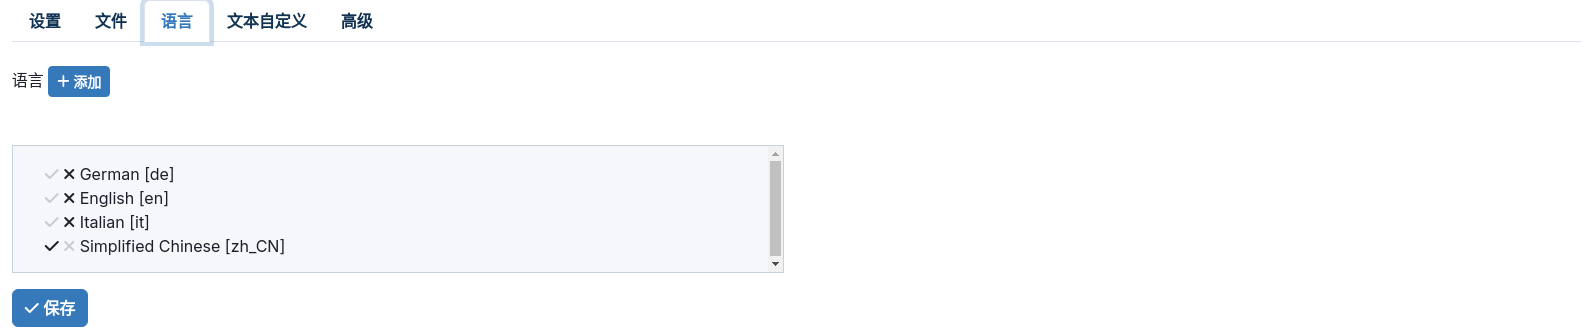 设置 文件 语言 文本自定义 高级
语言 添加
German [de]
English [en]
Italian [it]
Simplified Chinese [zh_CN]
保存